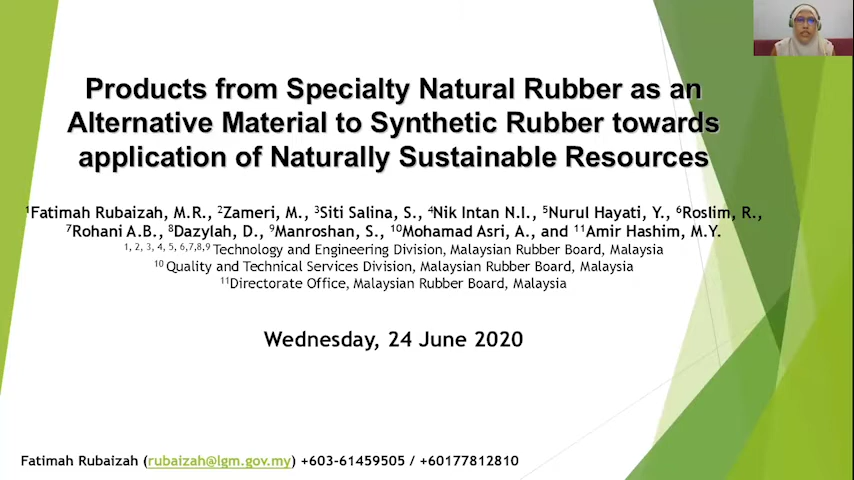 Products from Specialty Natural Rubber as an
Alternative Material to Synthetic Rubber towards
application of Naturally Sustainable Resources
¹Fatimah Rubaizah, M.R., ²Zameri, M., ³Siti Salina, S., ⁴Nik Intan N.I., ⁵Nurul Hayati, Y., ⁶Roslim, R.,
⁷Rohani A.B., ⁸Dazylah, D., ⁹Manroshan, S., ¹⁰Mohamad Asri, A., and ¹¹Amir Hashim, M.Y.
¹, ², ³, ⁴, ⁵, ⁶,⁷,⁸,⁹ Technology and Engineering Division, Malaysian Rubber Board, Malaysia
¹⁰ Quality and Technical Services Division, Malaysian Rubber Board, Malaysia
¹¹Directorate Office, Malaysian Rubber Board, Malaysia
Wednesday, 24 June 2020
Fatimah Rubaizah (rubaizah@lgm.gov.my) +603-61459505 / +60177812810